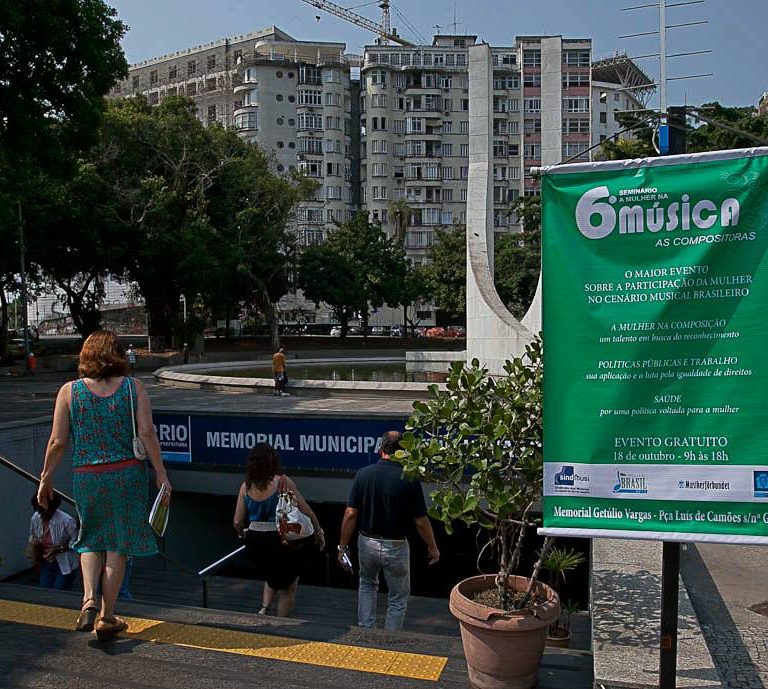 SEMINÁRIO
A MULHER NA
6º música
AS COMPOSITORAS
O MAIOR EVENTO
SOBRE A PARTICIPAÇÃO DA MULHER
NO CENÁRIO MUSICAL BRASILEIRO
A MULHER NA COMPOSIÇÃO
um talento em busca do reconhecimento
POLÍTICAS PÚBLICAS E TRABALHO
sua aplicação e a luta pela igualdade de direitos
SAÚDE
por uma política voltada para a mulher
EVENTO GRATUITO
18 de outubro - 9h às 18h
sindmusi
BRASIL
Musikerförbundet
Memorial Getúlio Vargas - Pça Luís de Camões s/nº G
RIO
PREFEITURA
MEMORIAL MUNICIPA